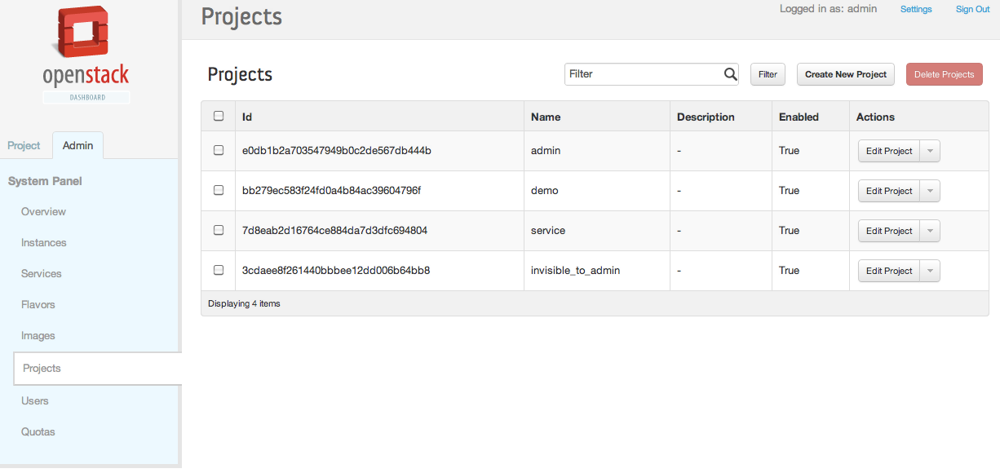 openstack
DASHBOARD
Project Admin
System Panel
Overview
Instances
Services
Flavors
Images
Projects
Users
Quotas
Projects
Logged in as: admin Settings Sign Out
Projects
Filter Filter Create New Project Delete Projects
Id Name Description Enabled Actions
e0db1b2a703547949b0c2de567db444b admin - True Edit Project
bb279ec583f24fd0a4b84ac39604796f demo - True Edit Project
7d8eab2d16764ce884da7d3dfc694804 service - True Edit Project
3cdaee8f261440bbbee12dd006b64bb8 invisible_to_admin - True Edit Project
Displaying 4 items